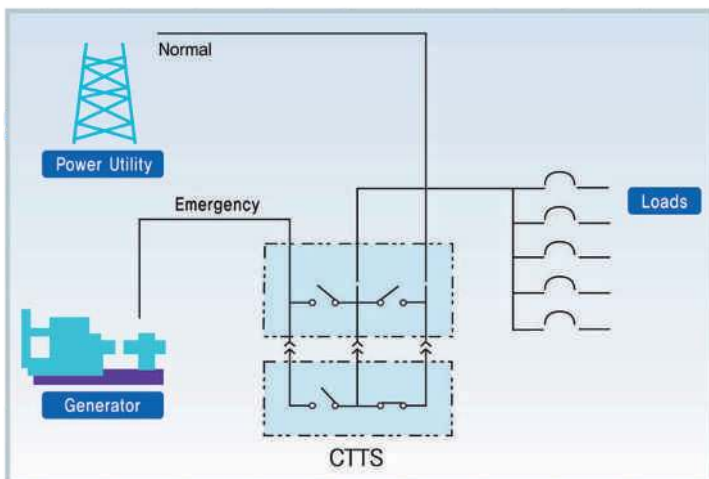 Normal
Power Utility
Emergency
Loads
Generator
CTTS